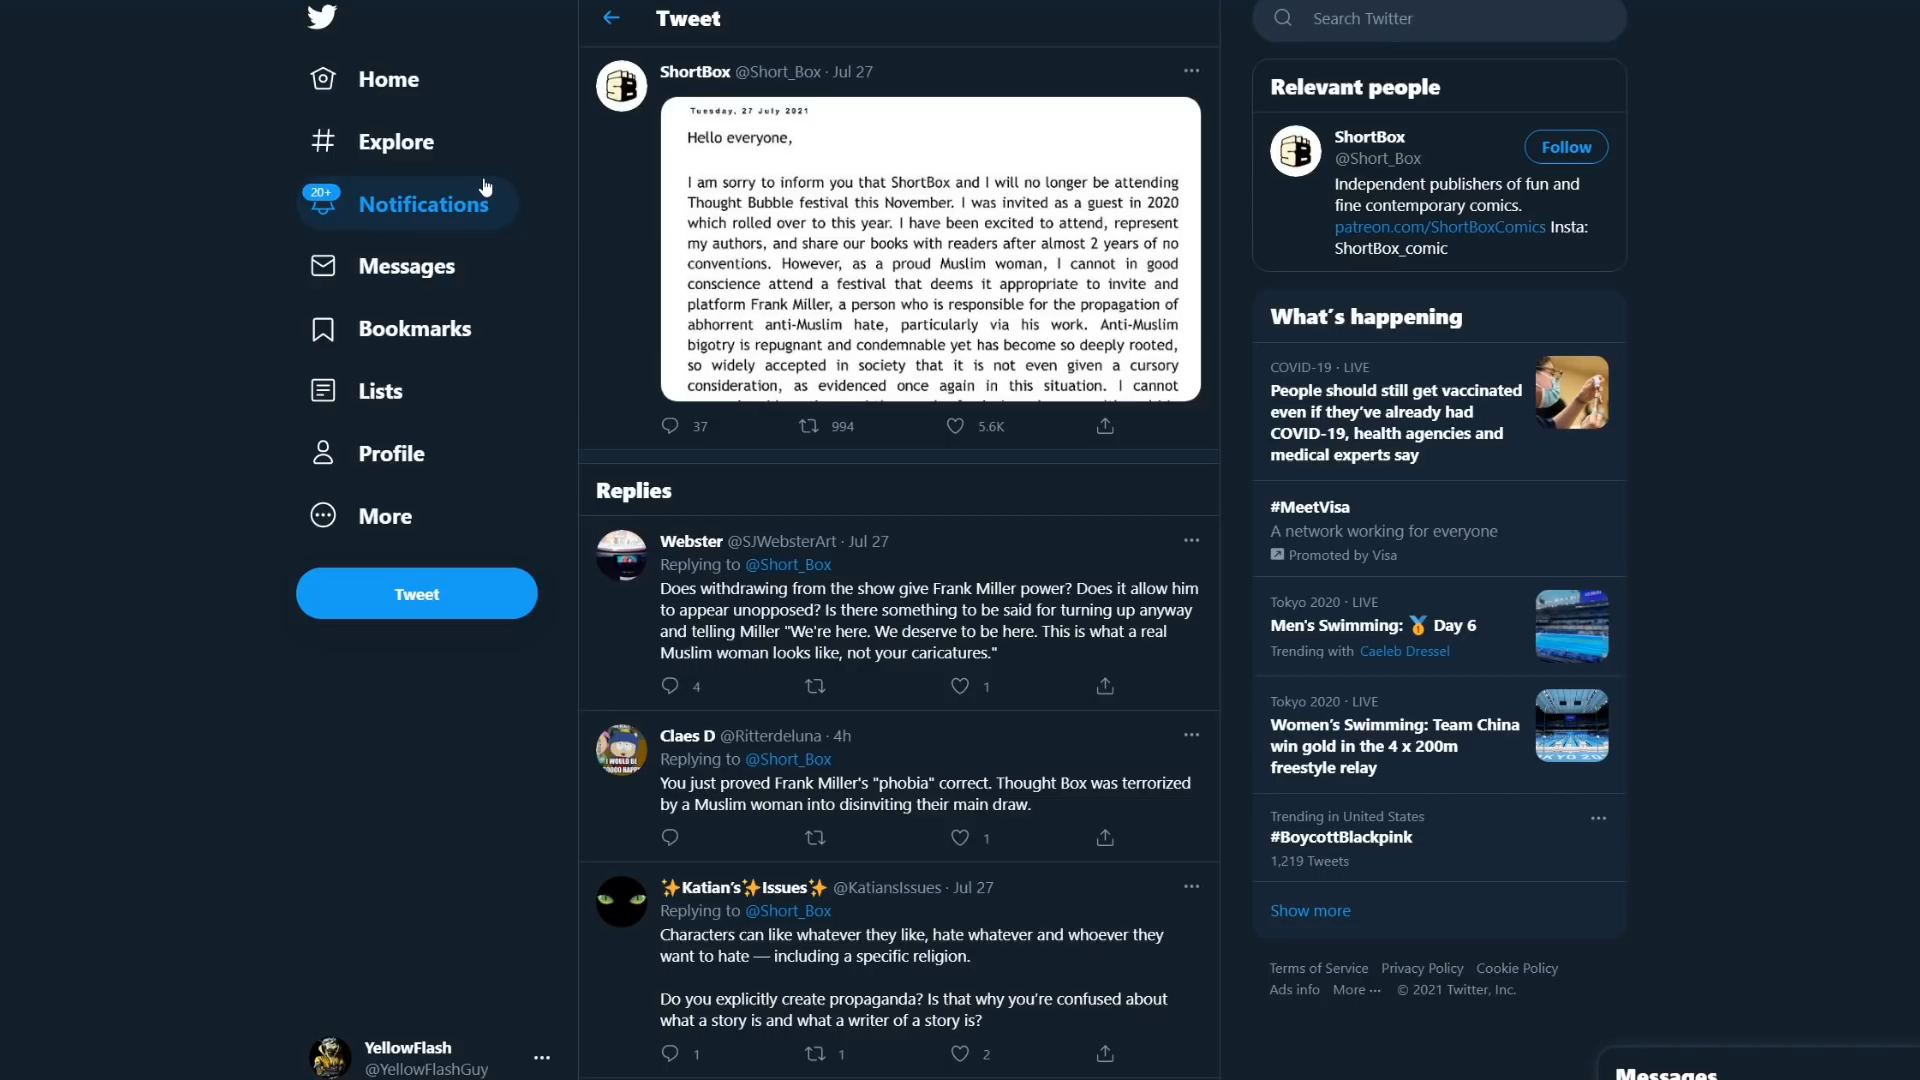 Home
Explore
20+
Notifications
Messages
Bookmarks
Lists
Profile
More
Tweet
YellowFlash
@YellowFlashGuy
Tweet
ShortBox @Short_Box · Jul 27
Tuesday, 27 July 2021
Hello everyone,
I am sorry to inform you that ShortBox and I will no longer be attending
Thought Bubble festival this November. I was invited as a guest in 2020
which rolled over to this year. I have been excited to attend, represent
my authors, and share our books with readers after almost 2 years of no
conventions. However, as a proud Muslim woman, I cannot in good
conscience attend a festival that deems it appropriate to invite and
platform Frank Miller, a person who is responsible for the propagation of
abhorrent anti-Muslim hate, particularly via his work. Anti-Muslim
bigotry is repugnant and condemnable yet has become so deeply rooted,
so widely accepted in society that it is not even given a cursory
consideration, as evidenced once again in this situation. I cannot
37 994 5.6K
Replies
Webster @SJWebsterArt · Jul 27
Replying to @Short_Box
Does withdrawing from the show give Frank Miller power? Does it allow him
to appear unopposed? Is there something to be said for turning up anyway
and telling Miller "We're here. We deserve to be here. This is what a real
Muslim woman looks like, not your caricatures."
4 1
Claes D @Ritterdeluna · 4h
Replying to @Short_Box
You just proved Frank Miller's "phobia" correct. Thought Box was terrorized
by a Muslim woman into disinviting their main draw.
1
✨Katian's✨Issues✨ @KatiansIssues · Jul 27
Replying to @Short_Box
Characters can like whatever they like, hate whatever and whoever they
want to hate — including a specific religion.
Do you explicitly create propaganda? Is that why you're confused about
what a story is and what a writer of a story is?
1 1 2
Search Twitter
Relevant people
ShortBox
@Short_Box
Follow
Independent publishers of fun and
fine contemporary comics.
patreon.com/ShortBoxComics Insta:
ShortBox_comic
What's happening
COVID-19 · LIVE
People should still get vaccinated
even if they've already had
COVID-19, health agencies and
medical experts say
#MeetVisa
A network working for everyone
Promoted by Visa
Tokyo 2020 · LIVE
Men's Swimming: 🥇 Day 6
Trending with Caeleb Dressel
Tokyo 2020 · LIVE
Women's Swimming: Team China
win gold in the 4 x 200m
freestyle relay
Trending in United States
#BoycottBlackpink
1,219 Tweets
Show more
Terms of Service Privacy Policy Cookie Policy
Ads info More ··· © 2021 Twitter, Inc.
Messages